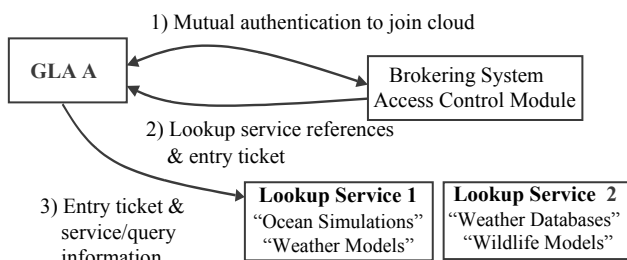 1) Mutual authentication to join cloud
GLA A
Brokering System
Access Control Module
2) Lookup service references
& entry ticket
3) Entry ticket &
service/query
information
Lookup Service 1
“Ocean Simulations”
“Weather Models”
Lookup Service 2
“Weather Databases”
“Wildlife Models”